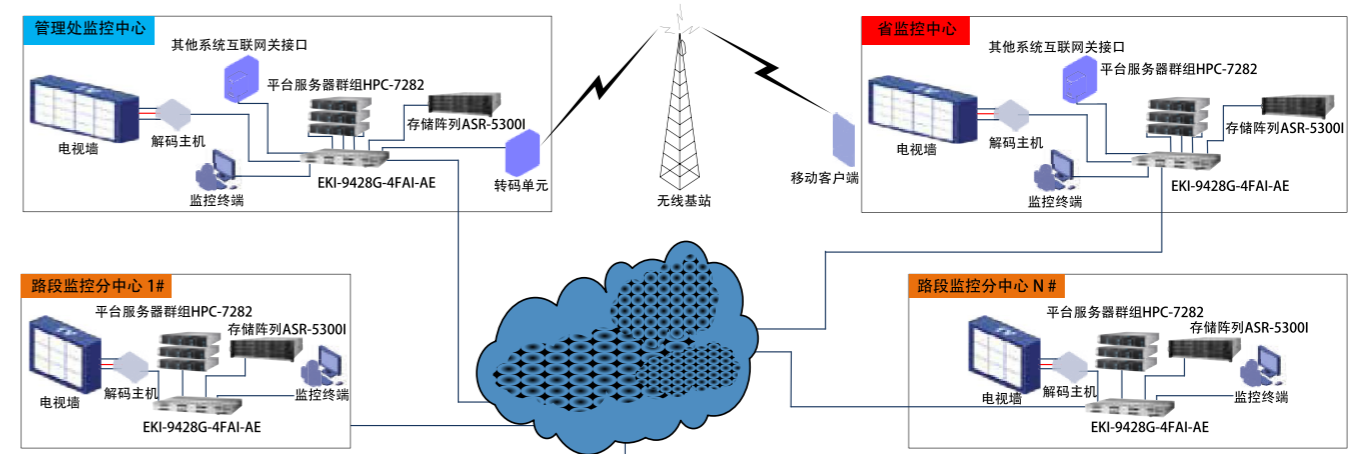 管理处监控中心
其他系统互联网关接口
平台服务器群组HPC-7282
存储阵列ASR-5300I
电视墙
解码主机
EKI-9428G-4FAI-AE
转码单元
监控终端
无线基站
移动客户端
省监控中心
其他系统互联网关接口
平台服务器群组HPC-7282
存储阵列ASR-5300I
电视墙
解码主机
EKI-9428G-4FAI-AE
监控终端
路段监控分中心 1#
平台服务器群组HPC-7282
存储阵列ASR-5300I
电视墙
解码主机
监控终端
EKI-9428G-4FAI-AE
路段监控分中心 N #
平台服务器群组HPC-7282
存储阵列ASR-5300I
电视墙
解码主机
监控终端
EKI-9428G-4FAI-AE